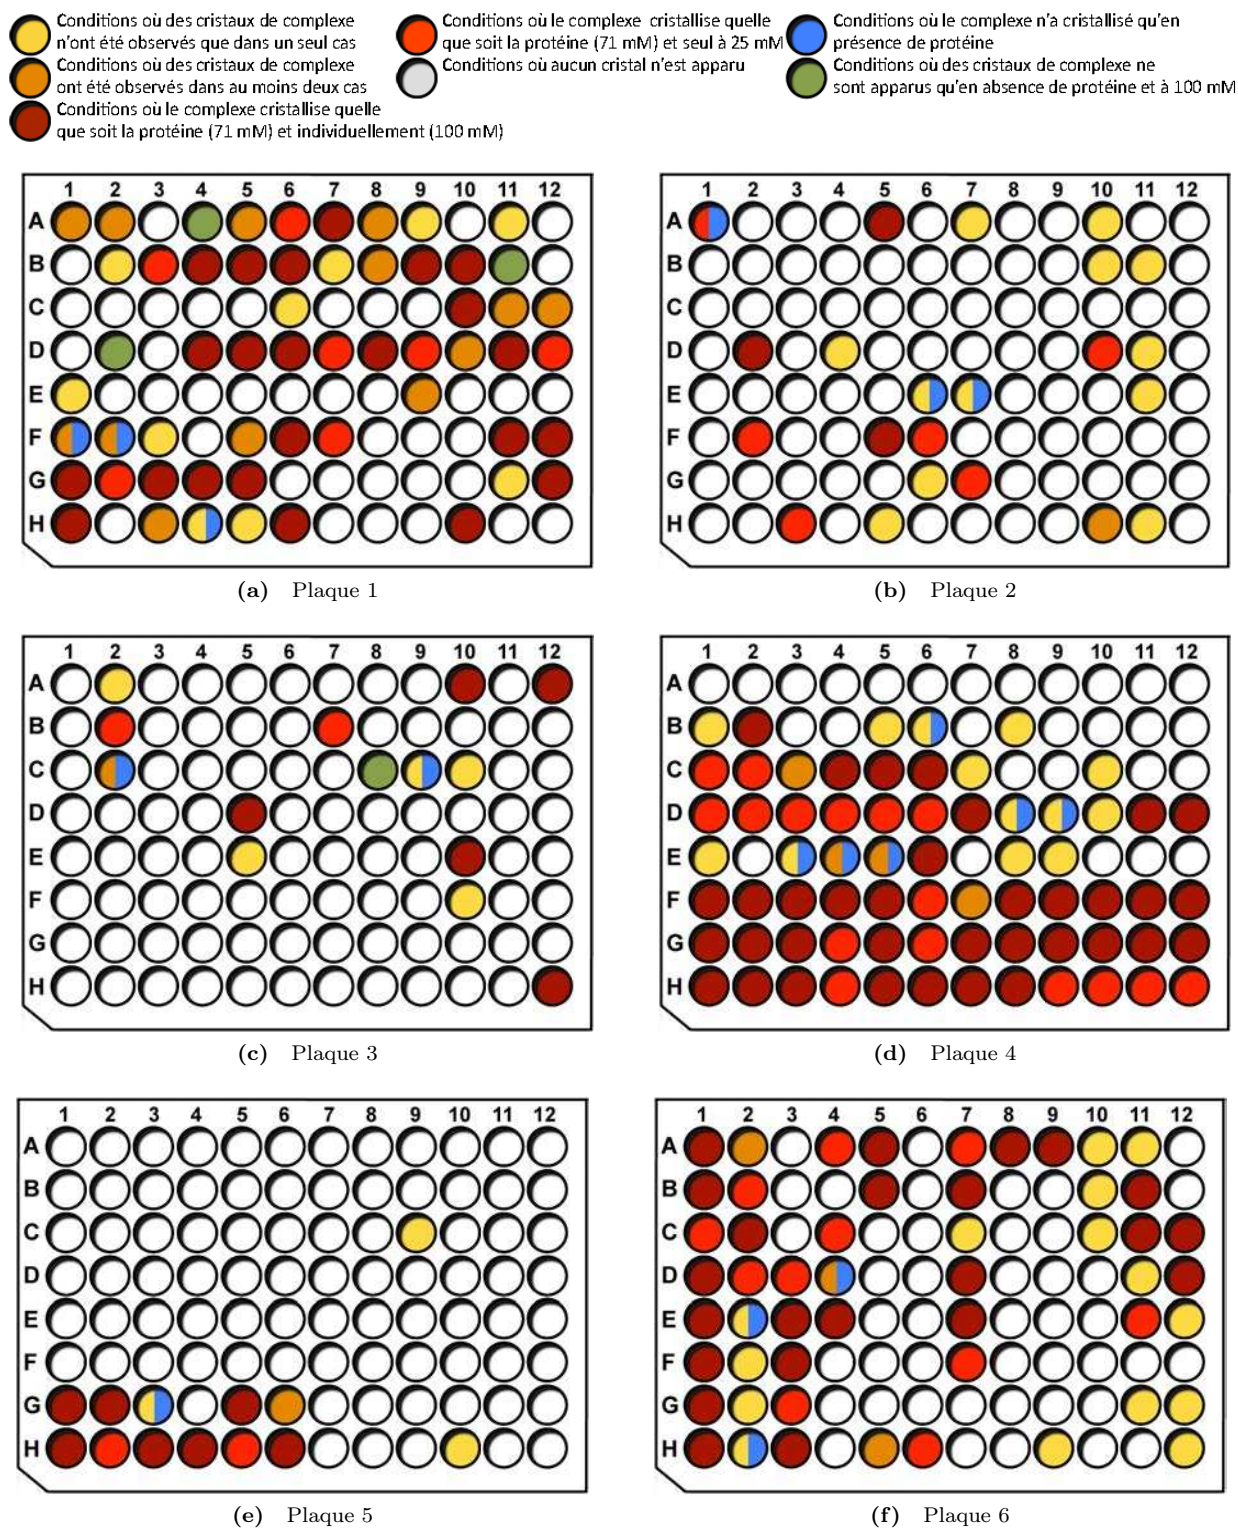 Conditions où des cristaux de complexe
n'ont été observés que dans un seul cas
Conditions où des cristaux de complexe
ont été observés dans au moins deux cas
Conditions où le complexe cristallise quelle
que soit la protéine (71 mM) et individuellement (100 mM)
Conditions où le complexe cristallise quelle
que soit la protéine (71 mM) et seul à 25 mM
Conditions où aucun cristal n'est apparu
Conditions où le complexe n'a cristallisé qu'en
présence de protéine
Conditions où des cristaux de complexe ne
sont apparus qu'en absence de protéine et à 100 mM
1 2 3 4 5 6 7 8 9 10 11 12
A
B
C
D
E
F
G
H
(a) Plaque 1
1 2 3 4 5 6 7 8 9 10 11 12
A
B
C
D
E
F
G
H
(b) Plaque 2
1 2 3 4 5 6 7 8 9 10 11 12
A
B
C
D
E
F
G
H
(c) Plaque 3
1 2 3 4 5 6 7 8 9 10 11 12
A
B
C
D
E
F
G
H
(d) Plaque 4
1 2 3 4 5 6 7 8 9 10 11 12
A
B
C
D
E
F
G
H
(e) Plaque 5
1 2 3 4 5 6 7 8 9 10 11 12
A
B
C
D
E
F
G
H
(f) Plaque 6